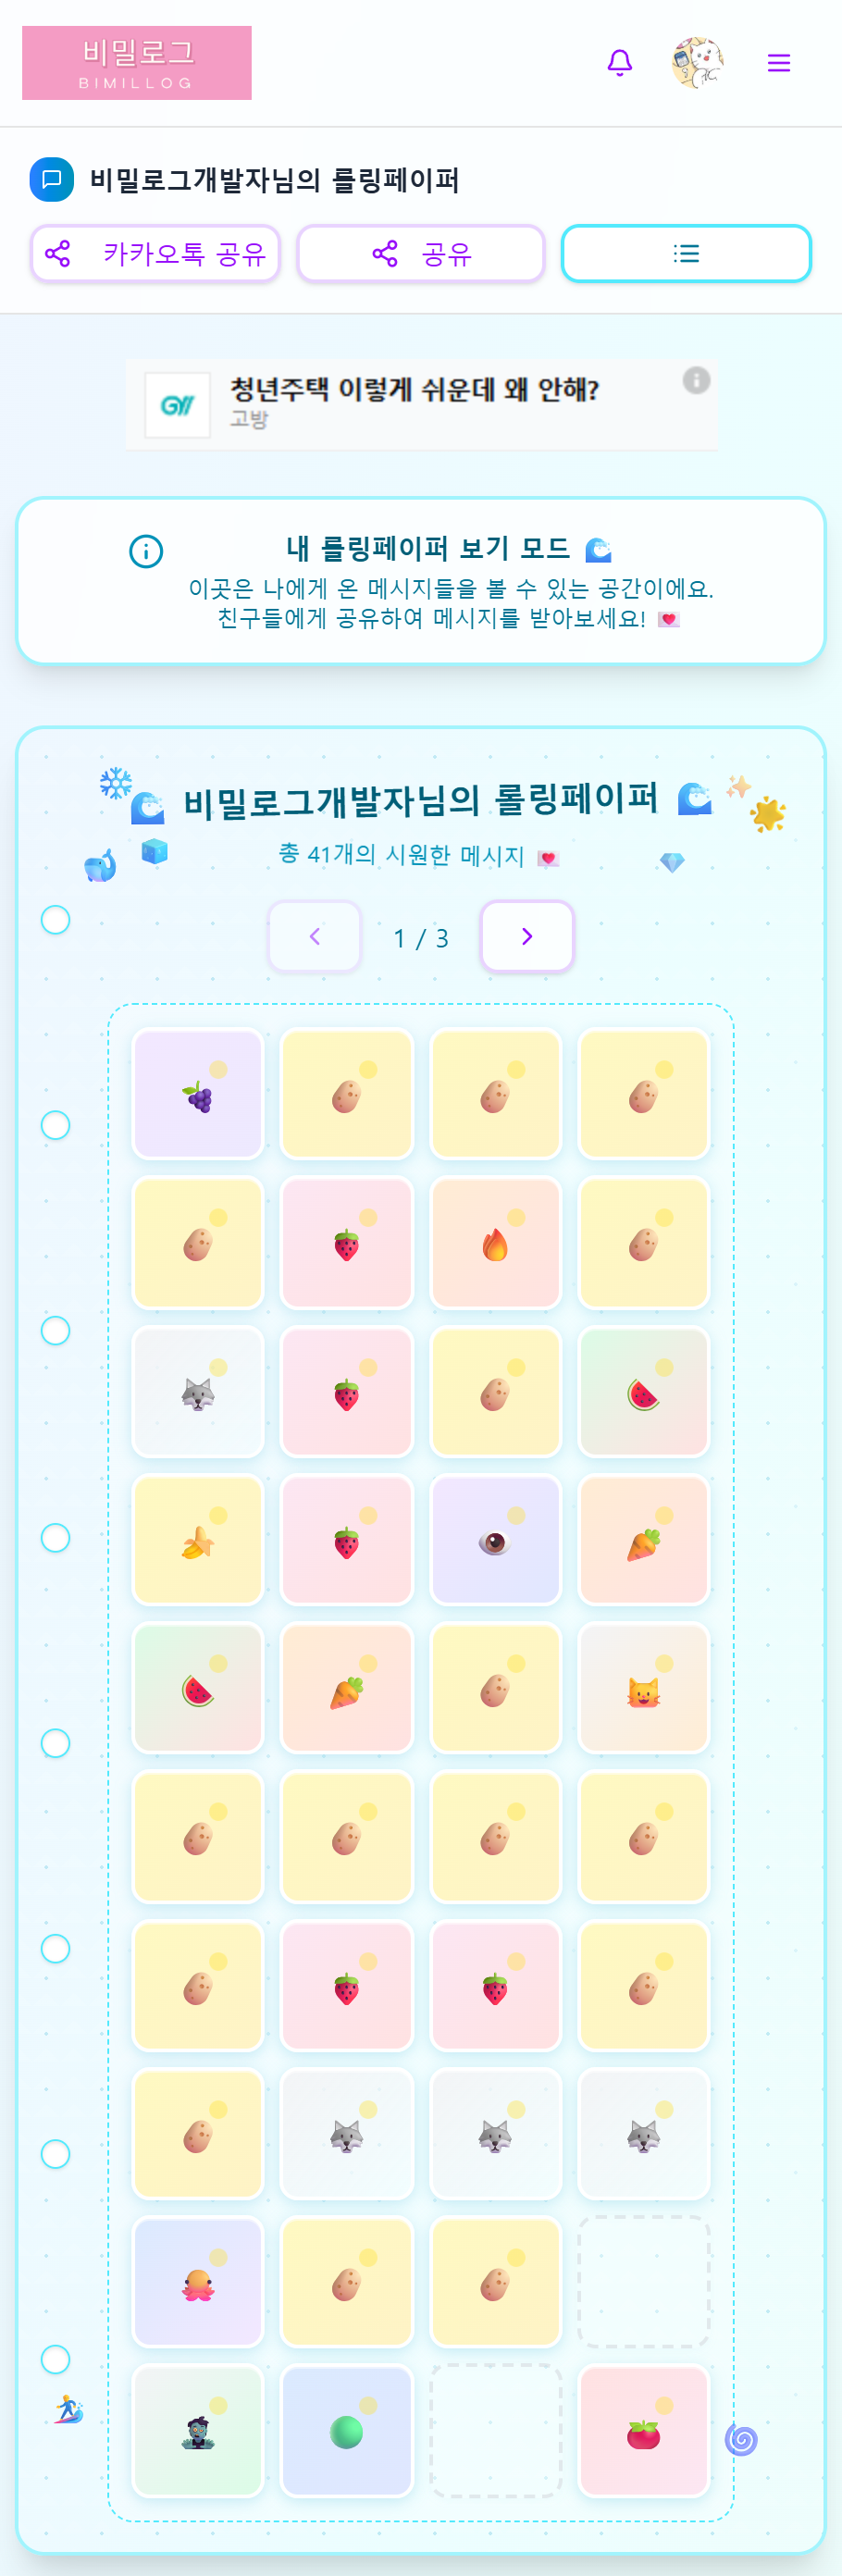 비밀로그
BIMILLOG
비밀로그개발자님의 롤링페이퍼
카카오톡 공유
공유
청년주택 이렇게 쉬운데 왜 안해?
고방
내 롤링페이퍼 보기 모드 🌊
이곳은 나에게 온 메시지들을 볼 수 있는 공간이에요.
친구들에게 공유하여 메시지를 받아보세요! 💌
비밀로그개발자님의 롤링페이퍼
총 41개의 시원한 메시지 💌
1 / 3